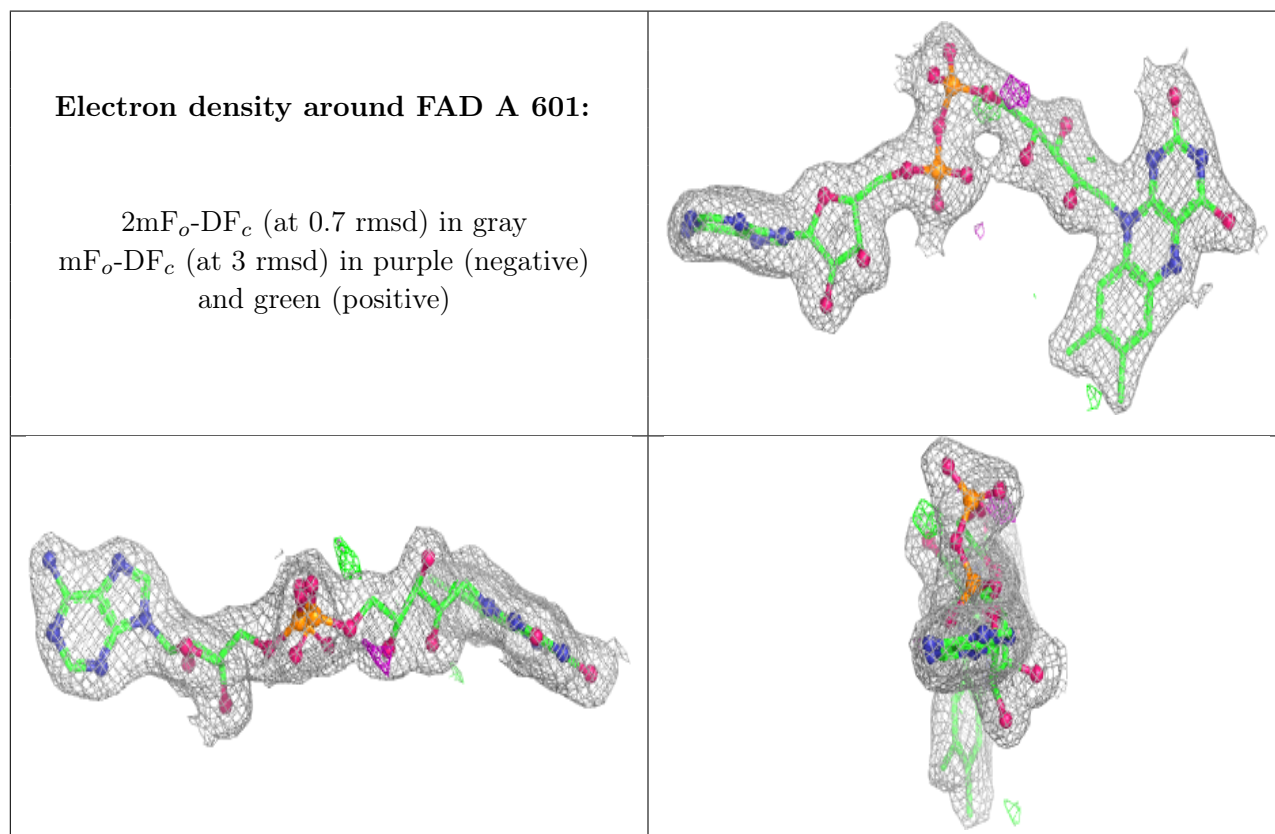 Electron density around FAD A 601:
2mFo-DFc (at 0.7 rmsd) in gray
mFo-DFc (at 3 rmsd) in purple (negative)
and green (positive)